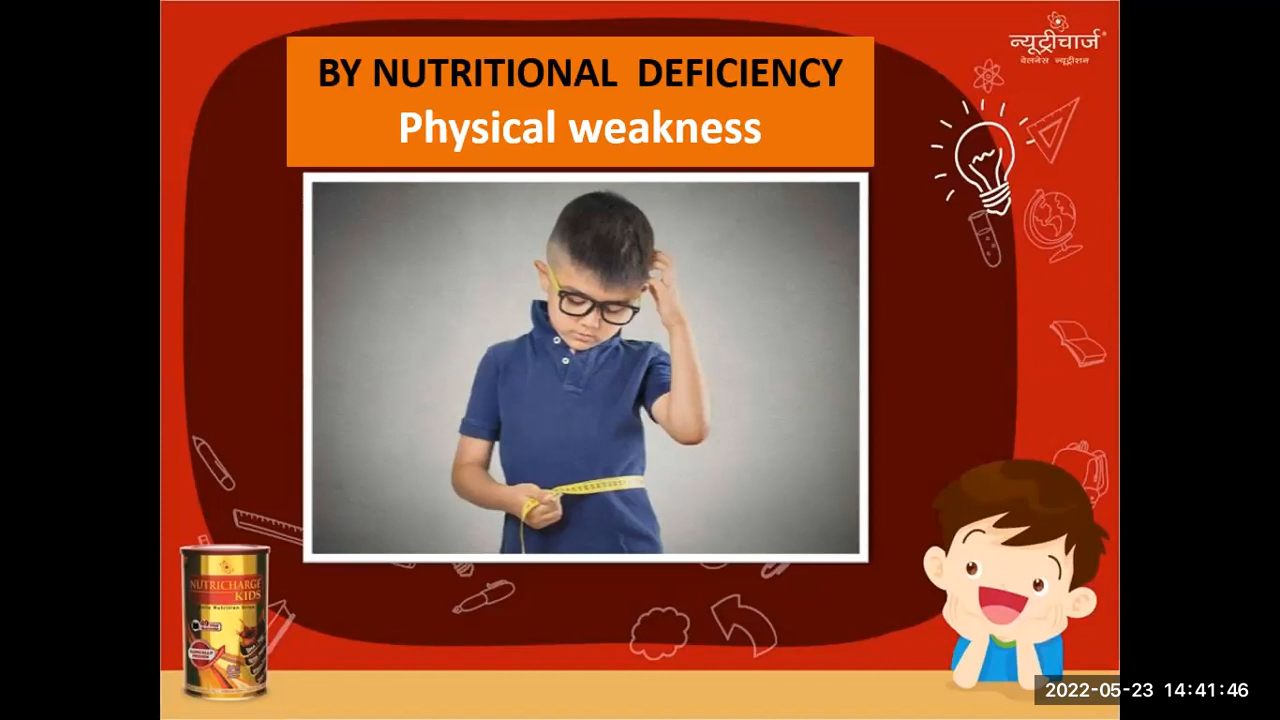 BY NUTRITIONAL DEFICIENCY
Physical weakness
न्यूट्रीचार्ज
वेलनेस न्यूट्रीशन
NUTRICHARGE
KIDS
2022-05-23 14:41:46